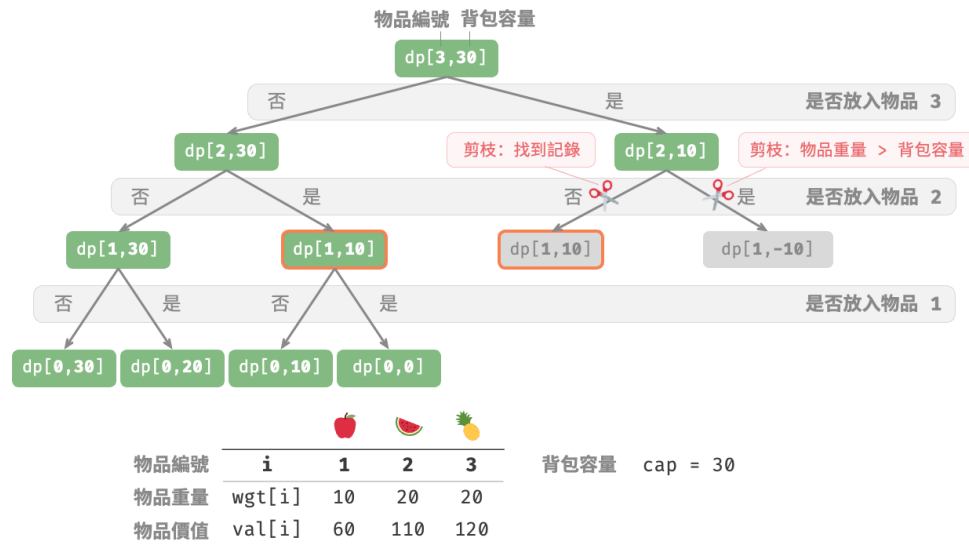 物品編號 背包容量
dp[3,30]
否 是 是否放入物品 3
dp[2,30] 剪枝：找到記錄 dp[2,10] 剪枝：物品重量 > 背包容量
否 是 否 是 是否放入物品 2
dp[1,30] dp[1,10] dp[1,10] dp[1,-10]
否 是 否 是 是否放入物品 1
dp[0,30] dp[0,20] dp[0,10] dp[0,0]
物品編號 i 1 2 3 背包容量 cap = 30
物品重量 wgt[i] 10 20 20
物品價值 val[i] 60 110 120